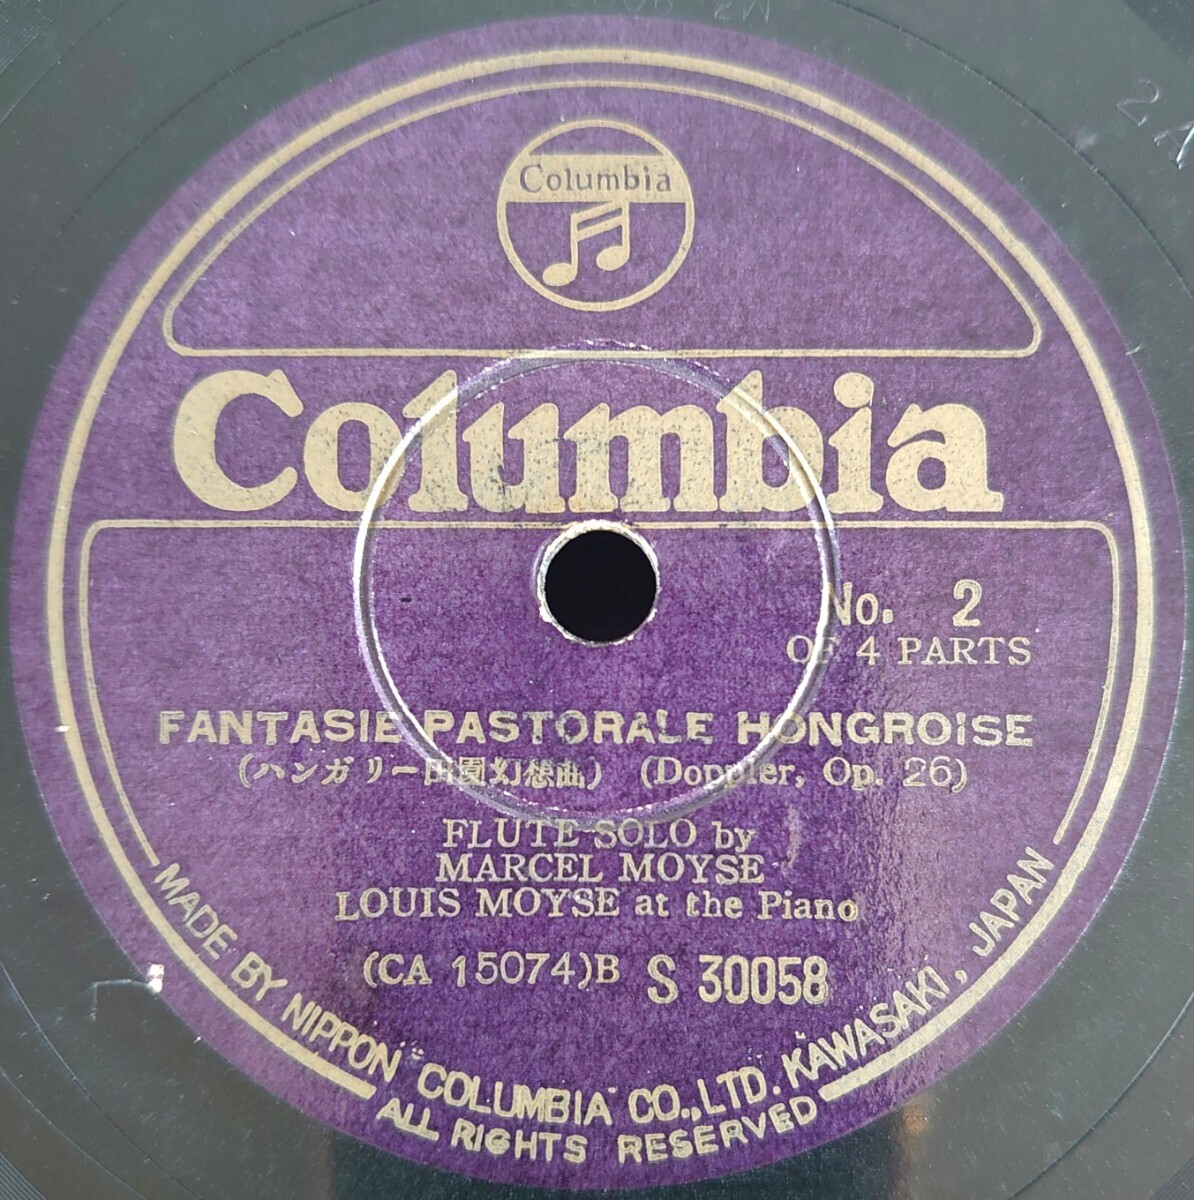 Columbia
Columbia
No. 2
OF 4 PARTS
FANTASIE PASTORALE HONGROISE
(ハンガリー田園幻想曲) (Doppler, Op. 26)
FLUTE SOLO by
MARCEL MOYSE
LOUIS MOYSE at the Piano
(CA 15074)B S 30058
MADE BY NIPPON "COLUMBIA" CO., LTD. KAWASAKI, JAPAN
ALL RIGHTS RESERVED
2A